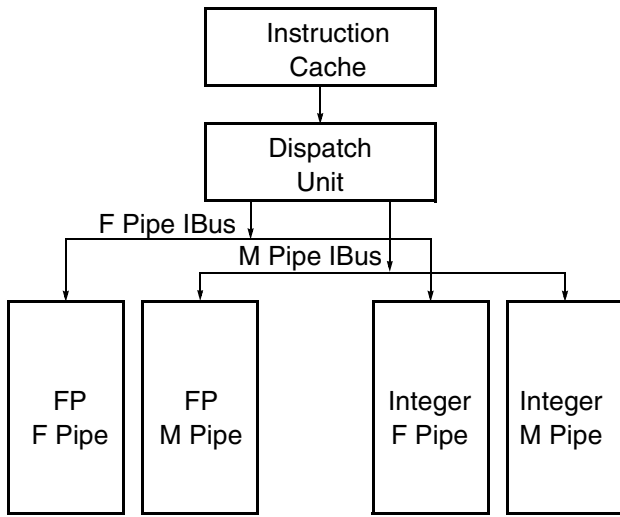 Instruction
Cache
Dispatch
Unit
F Pipe IBus
M Pipe IBus
FP
F Pipe
FP
M Pipe
Integer
F Pipe
Integer
M Pipe